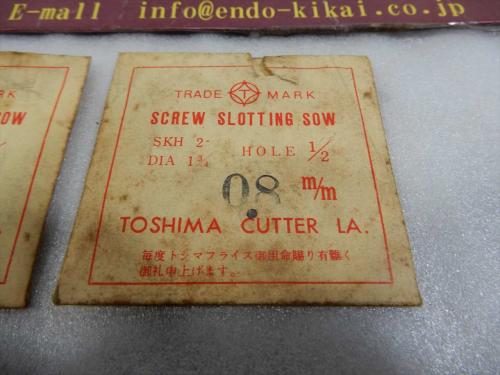 E-mall info@endo-kikai.co.jp
TRADE T MARK
SCREW SLOTTING SOW
SKH 2
DIA 1¾ HOLE 1/2
0.8 m/m
TOSHIMA CUTTER LA.
毎度トシマフライス御用命賜り有難く
御礼申上げます。
ARK
SOW
A.